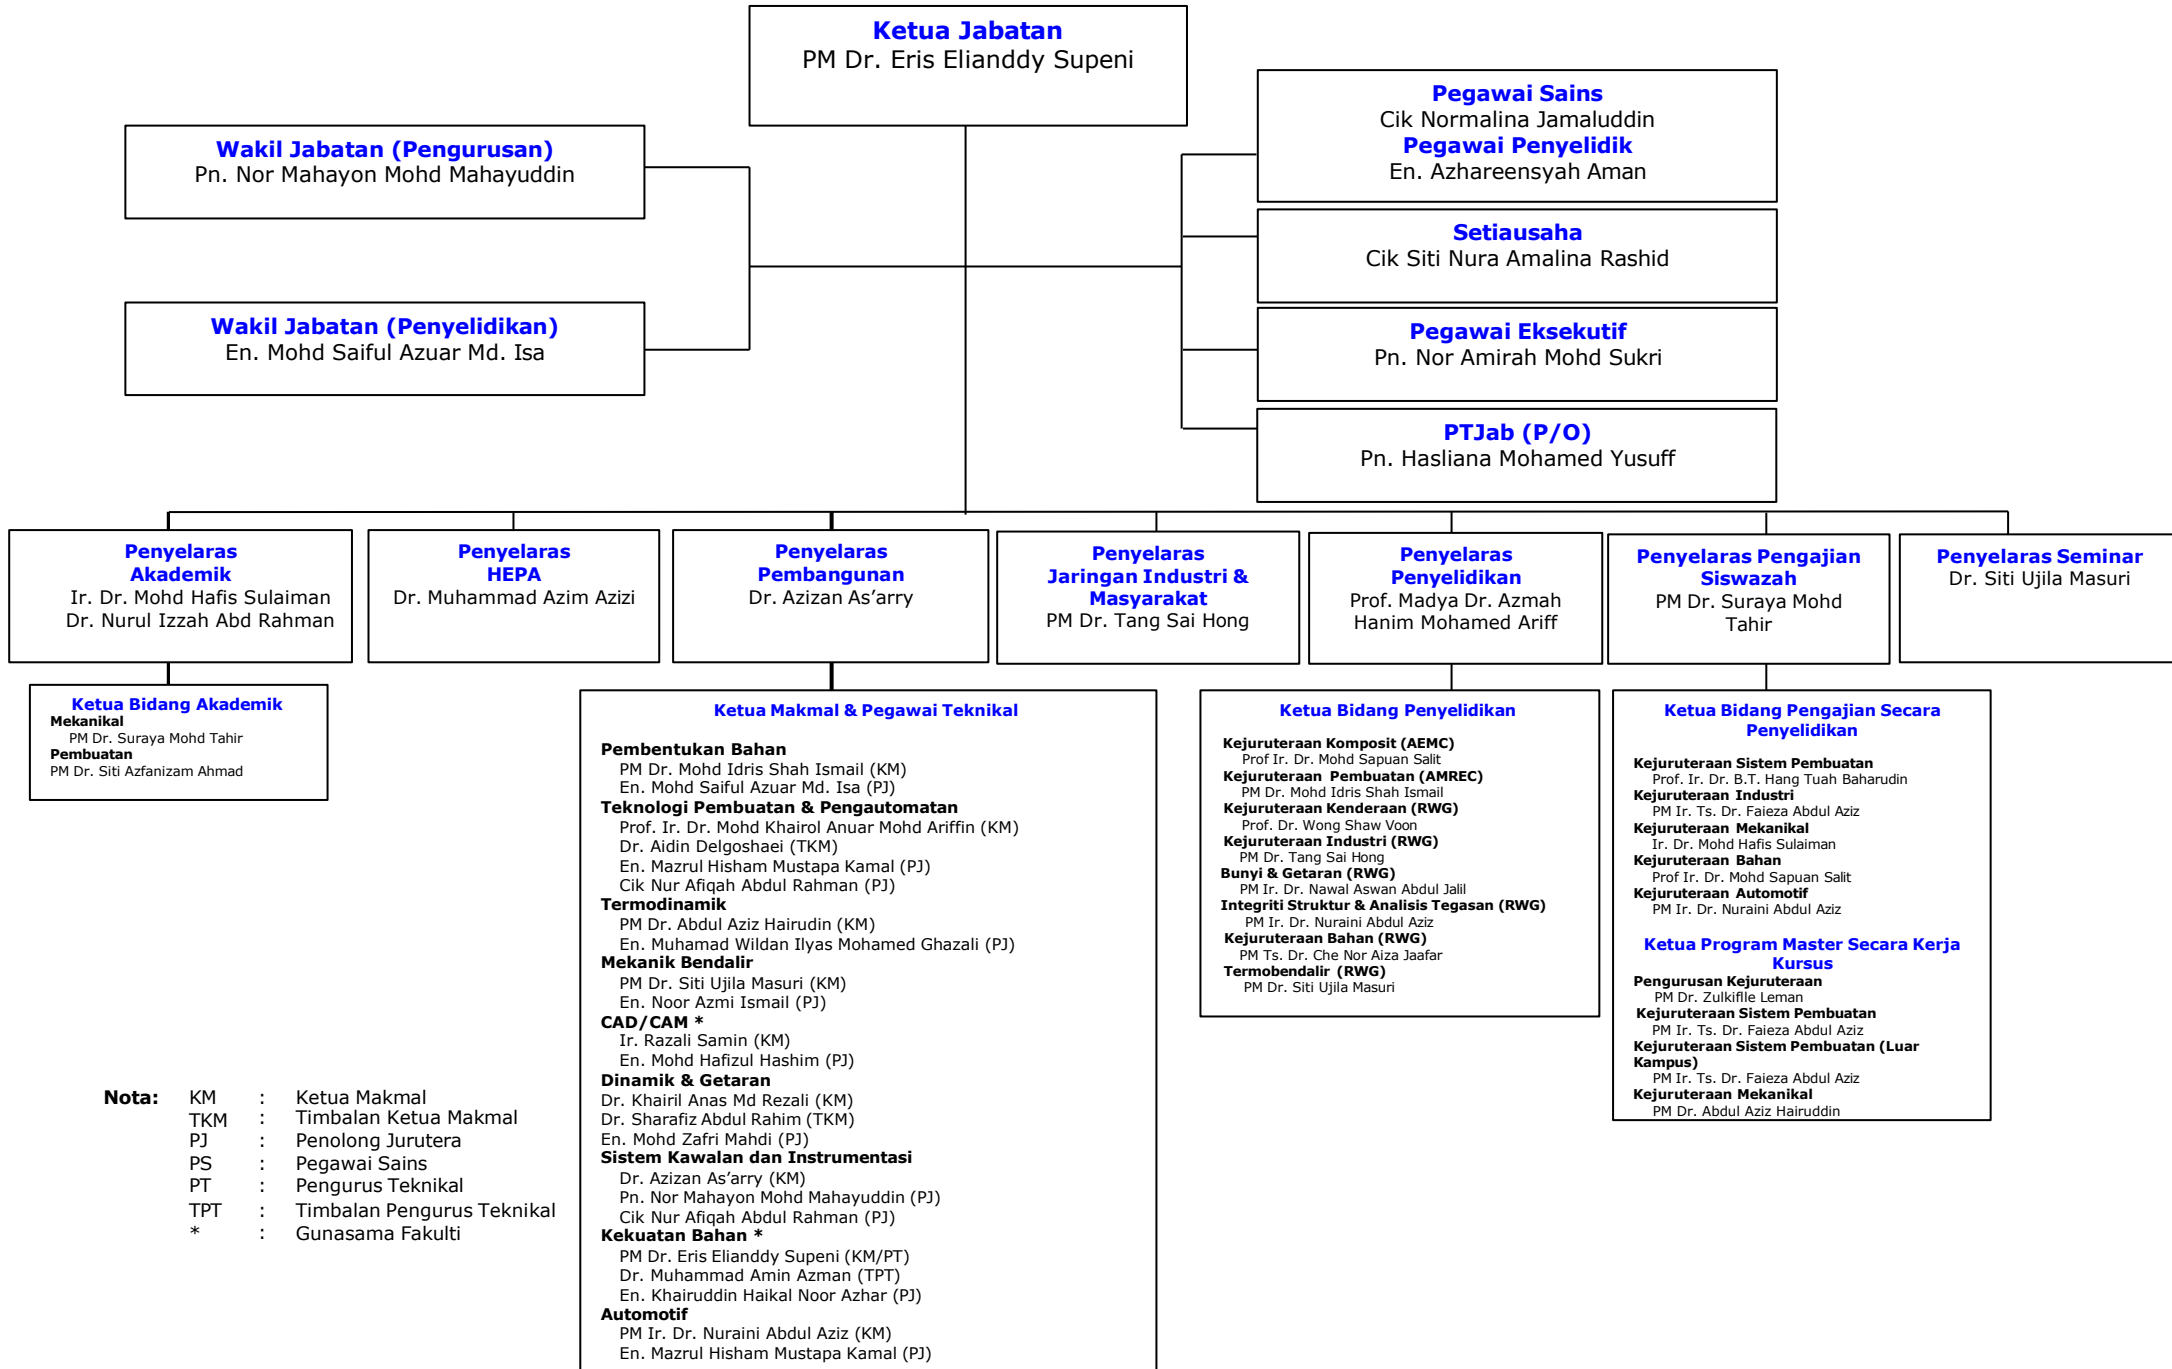 Ketua Jabatan
PM Dr. Eris Elianddy Supeni
Wakil Jabatan (Pengurusan)
Pn. Nor Mahayon Mohd Mahayuddin
Wakil Jabatan (Penyelidikan)
En. Mohd Saiful Azuar Md. Isa
Pegawai Sains
Cik Normalina Jamaluddin
Pegawai Penyelidik
En. Azhareensyah Aman
Setiausaha
Cik Siti Nura Amalina Rashid
Pegawai Eksekutif
Pn. Nor Amirah Mohd Sukri
PTJab (P/O)
Pn. Hasliana Mohamed Yusuff
Penyelaras
Akademik
Ir. Dr. Mohd Hafis Sulaiman
Dr. Nurul Izzah Abd Rahman
Penyelaras
HEPA
Dr. Muhammad Azim Azizi
Penyelaras
Pembangunan
Dr. Azizan As’arry
Penyelaras
Jaringan Industri &
Masyarakat
PM Dr. Tang Sai Hong
Penyelaras
Penyelidikan
Prof. Madya Dr. Azmah
Hanim Mohamed Ariff
Penyelaras Pengajian
Siswazah
PM Dr. Suraya Mohd
Tahir
Penyelaras Seminar
Dr. Siti Ujila Masuri
Ketua Bidang Akademik
Mekanikal
PM Dr. Suraya Mohd Tahir
Pembuatan
PM Dr. Siti Azfanizam Ahmad
Ketua Makmal & Pegawai Teknikal
Pembentukan Bahan
PM Dr. Mohd Idris Shah Ismail (KM)
En. Mohd Saiful Azuar Md. Isa (PJ)
Teknologi Pembuatan & Pengautomatan
Prof. Ir. Dr. Mohd Khairol Anuar Mohd Ariffin (KM)
Dr. Aidin Delgoshaei (TKM)
En. Mazrul Hisham Mustapa Kamal (PJ)
Cik Nur Afiqah Abdul Rahman (PJ)
Termodinamik
PM Dr. Abdul Aziz Hairudin (KM)
En. Muhamad Wildan Ilyas Mohamed Ghazali (PJ)
Mekanik Bendalir
PM Dr. Siti Ujila Masuri (KM)
En. Noor Azmi Ismail (PJ)
CAD/CAM *
Ir. Razali Samin (KM)
En. Mohd Hafizul Hashim (PJ)
Dinamik & Getaran
Dr. Khairil Anas Md Rezali (KM)
Dr. Sharafiz Abdul Rahim (TKM)
En. Mohd Zafri Mahdi (PJ)
Sistem Kawalan dan Instrumentasi
Dr. Azizan As’arry (KM)
Pn. Nor Mahayon Mohd Mahayuddin (PJ)
Cik Nur Afiqah Abdul Rahman (PJ)
Kekuatan Bahan *
PM Dr. Eris Elianddy Supeni (KM/PT)
Dr. Muhammad Amin Azman (TPT)
En. Khairuddin Haikal Noor Azhar (PJ)
Automotif
PM Ir. Dr. Nuraini Abdul Aziz (KM)
En. Mazrul Hisham Mustapa Kamal (PJ)
Ketua Bidang Penyelidikan
Kejuruteraan Komposit (AEMC)
Prof Ir. Dr. Mohd Sapuan Salit
Kejuruteraan Pembuatan (AMREC)
PM Dr. Mohd Idris Shah Ismail
Kejuruteraan Kenderaan (RWG)
Prof. Dr. Wong Shaw Voon
Kejuruteraan Industri (RWG)
PM Dr. Tang Sai Hong
Bunyi & Getaran (RWG)
PM Ir. Dr. Nawal Aswan Abdul Jalil
Integriti Struktur & Analisis Tegasan (RWG)
PM Ir. Dr. Nuraini Abdul Aziz
Kejuruteraan Bahan (RWG)
PM Ts. Dr. Che Nor Aiza Jaafar
Termobendalir (RWG)
PM Dr. Siti Ujila Masuri
Ketua Bidang Pengajian Secara
Penyelidikan
Kejuruteraan Sistem Pembuatan
Prof. Ir. Dr. B.T. Hang Tuah Baharudin
Kejuruteraan Industri
PM Ir. Ts. Dr. Faieza Abdul Aziz
Kejuruteraan Mekanikal
Ir. Dr. Mohd Hafis Sulaiman
Kejuruteraan Bahan
Prof Ir. Dr. Mohd Sapuan Salit
Kejuruteraan Automotif
PM Ir. Dr. Nuraini Abdul Aziz
Ketua Program Master Secara Kerja
Kursus
Pengurusan Kejuruteraan
PM Dr. Zulkiflle Leman
Kejuruteraan Sistem Pembuatan
PM Ir. Ts. Dr. Faieza Abdul Aziz
Kejuruteraan Sistem Pembuatan (Luar
Kampus)
PM Ir. Ts. Dr. Faieza Abdul Aziz
Kejuruteraan Mekanikal
PM Dr. Abdul Aziz Hairuddin
Nota: KM : Ketua Makmal
TKM : Timbalan Ketua Makmal
PJ : Penolong Jurutera
PS : Pegawai Sains
PT : Pengurus Teknikal
TPT : Timbalan Pengurus Teknikal
* : Gunasama Fakulti